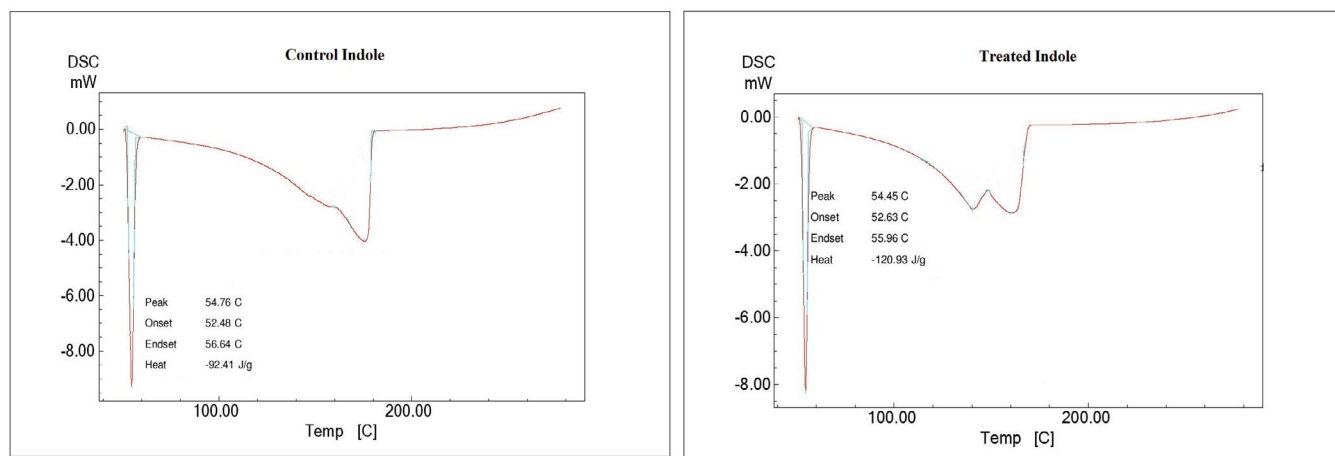 Control Indole
DSC
mW
0.00
-2.00
-4.00
-6.00
-8.00
Peak 54.76 C
Onset 52.48 C
Endset 56.64 C
Heat -92.41 J/g
100.00 200.00
Temp [C]
Treated Indole
DSC
mW
0.00
-2.00
-4.00
-6.00
-8.00
Peak 54.45 C
Onset 52.63 C
Endset 55.96 C
Heat -120.93 J/g
100.00 200.00
Temp [C]